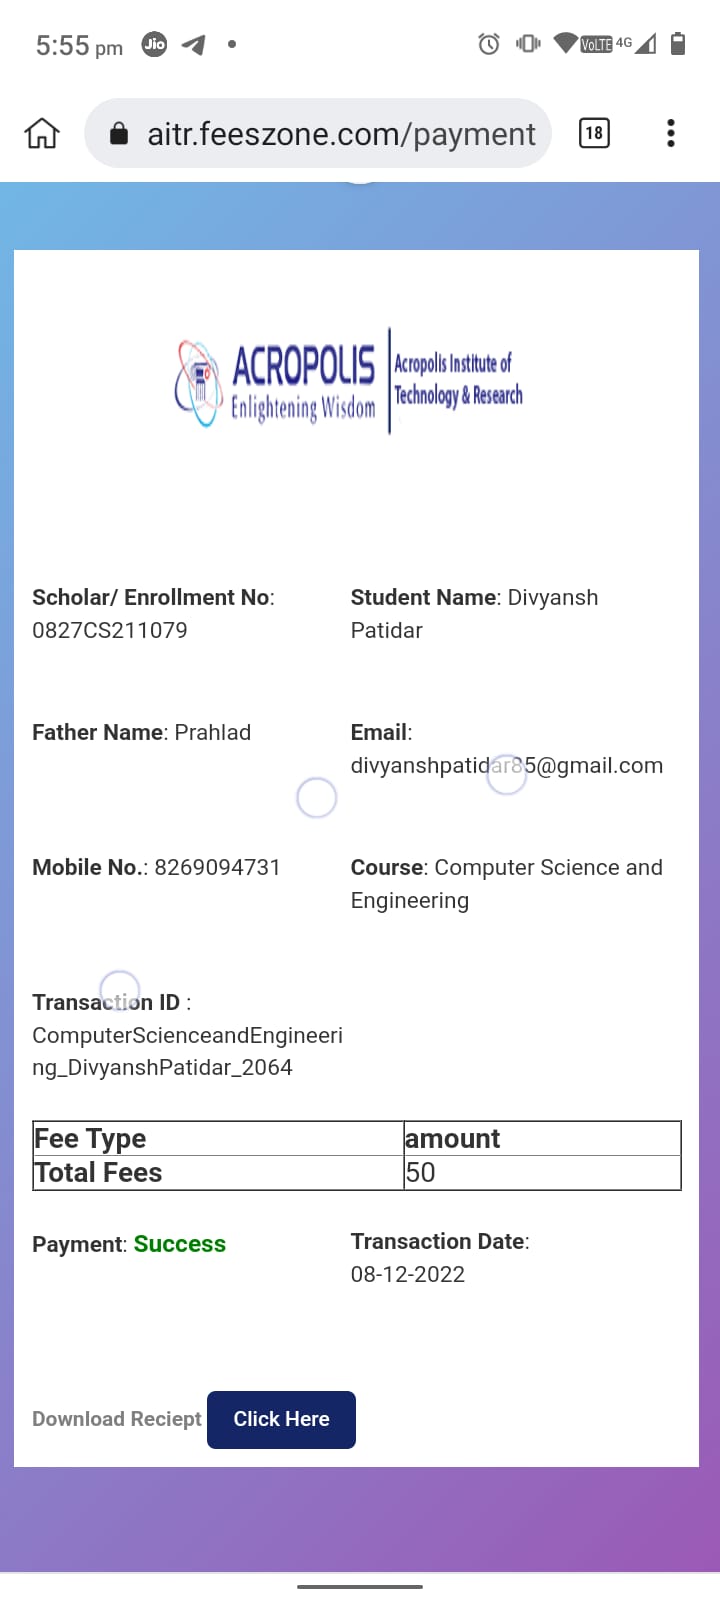 5:55 pm Jio VoLTE 4G
aitr.feeszone.com/payment 18
ACROPOLIS
Enlightening Wisdom
Acropolis Institute of
Technology & Research
Scholar/ Enrollment No:
0827CS211079
Student Name: Divyansh
Patidar
Father Name: Prahlad
Email:
divyanshpatidar85@gmail.com
Mobile No.: 8269094731
Course: Computer Science and
Engineering
Transaction ID :
ComputerScienceandEngineeri
ng_DivyanshPatidar_2064
Fee Type amount
Total Fees 50
Payment: Success
Transaction Date:
08-12-2022
Download Reciept Click Here